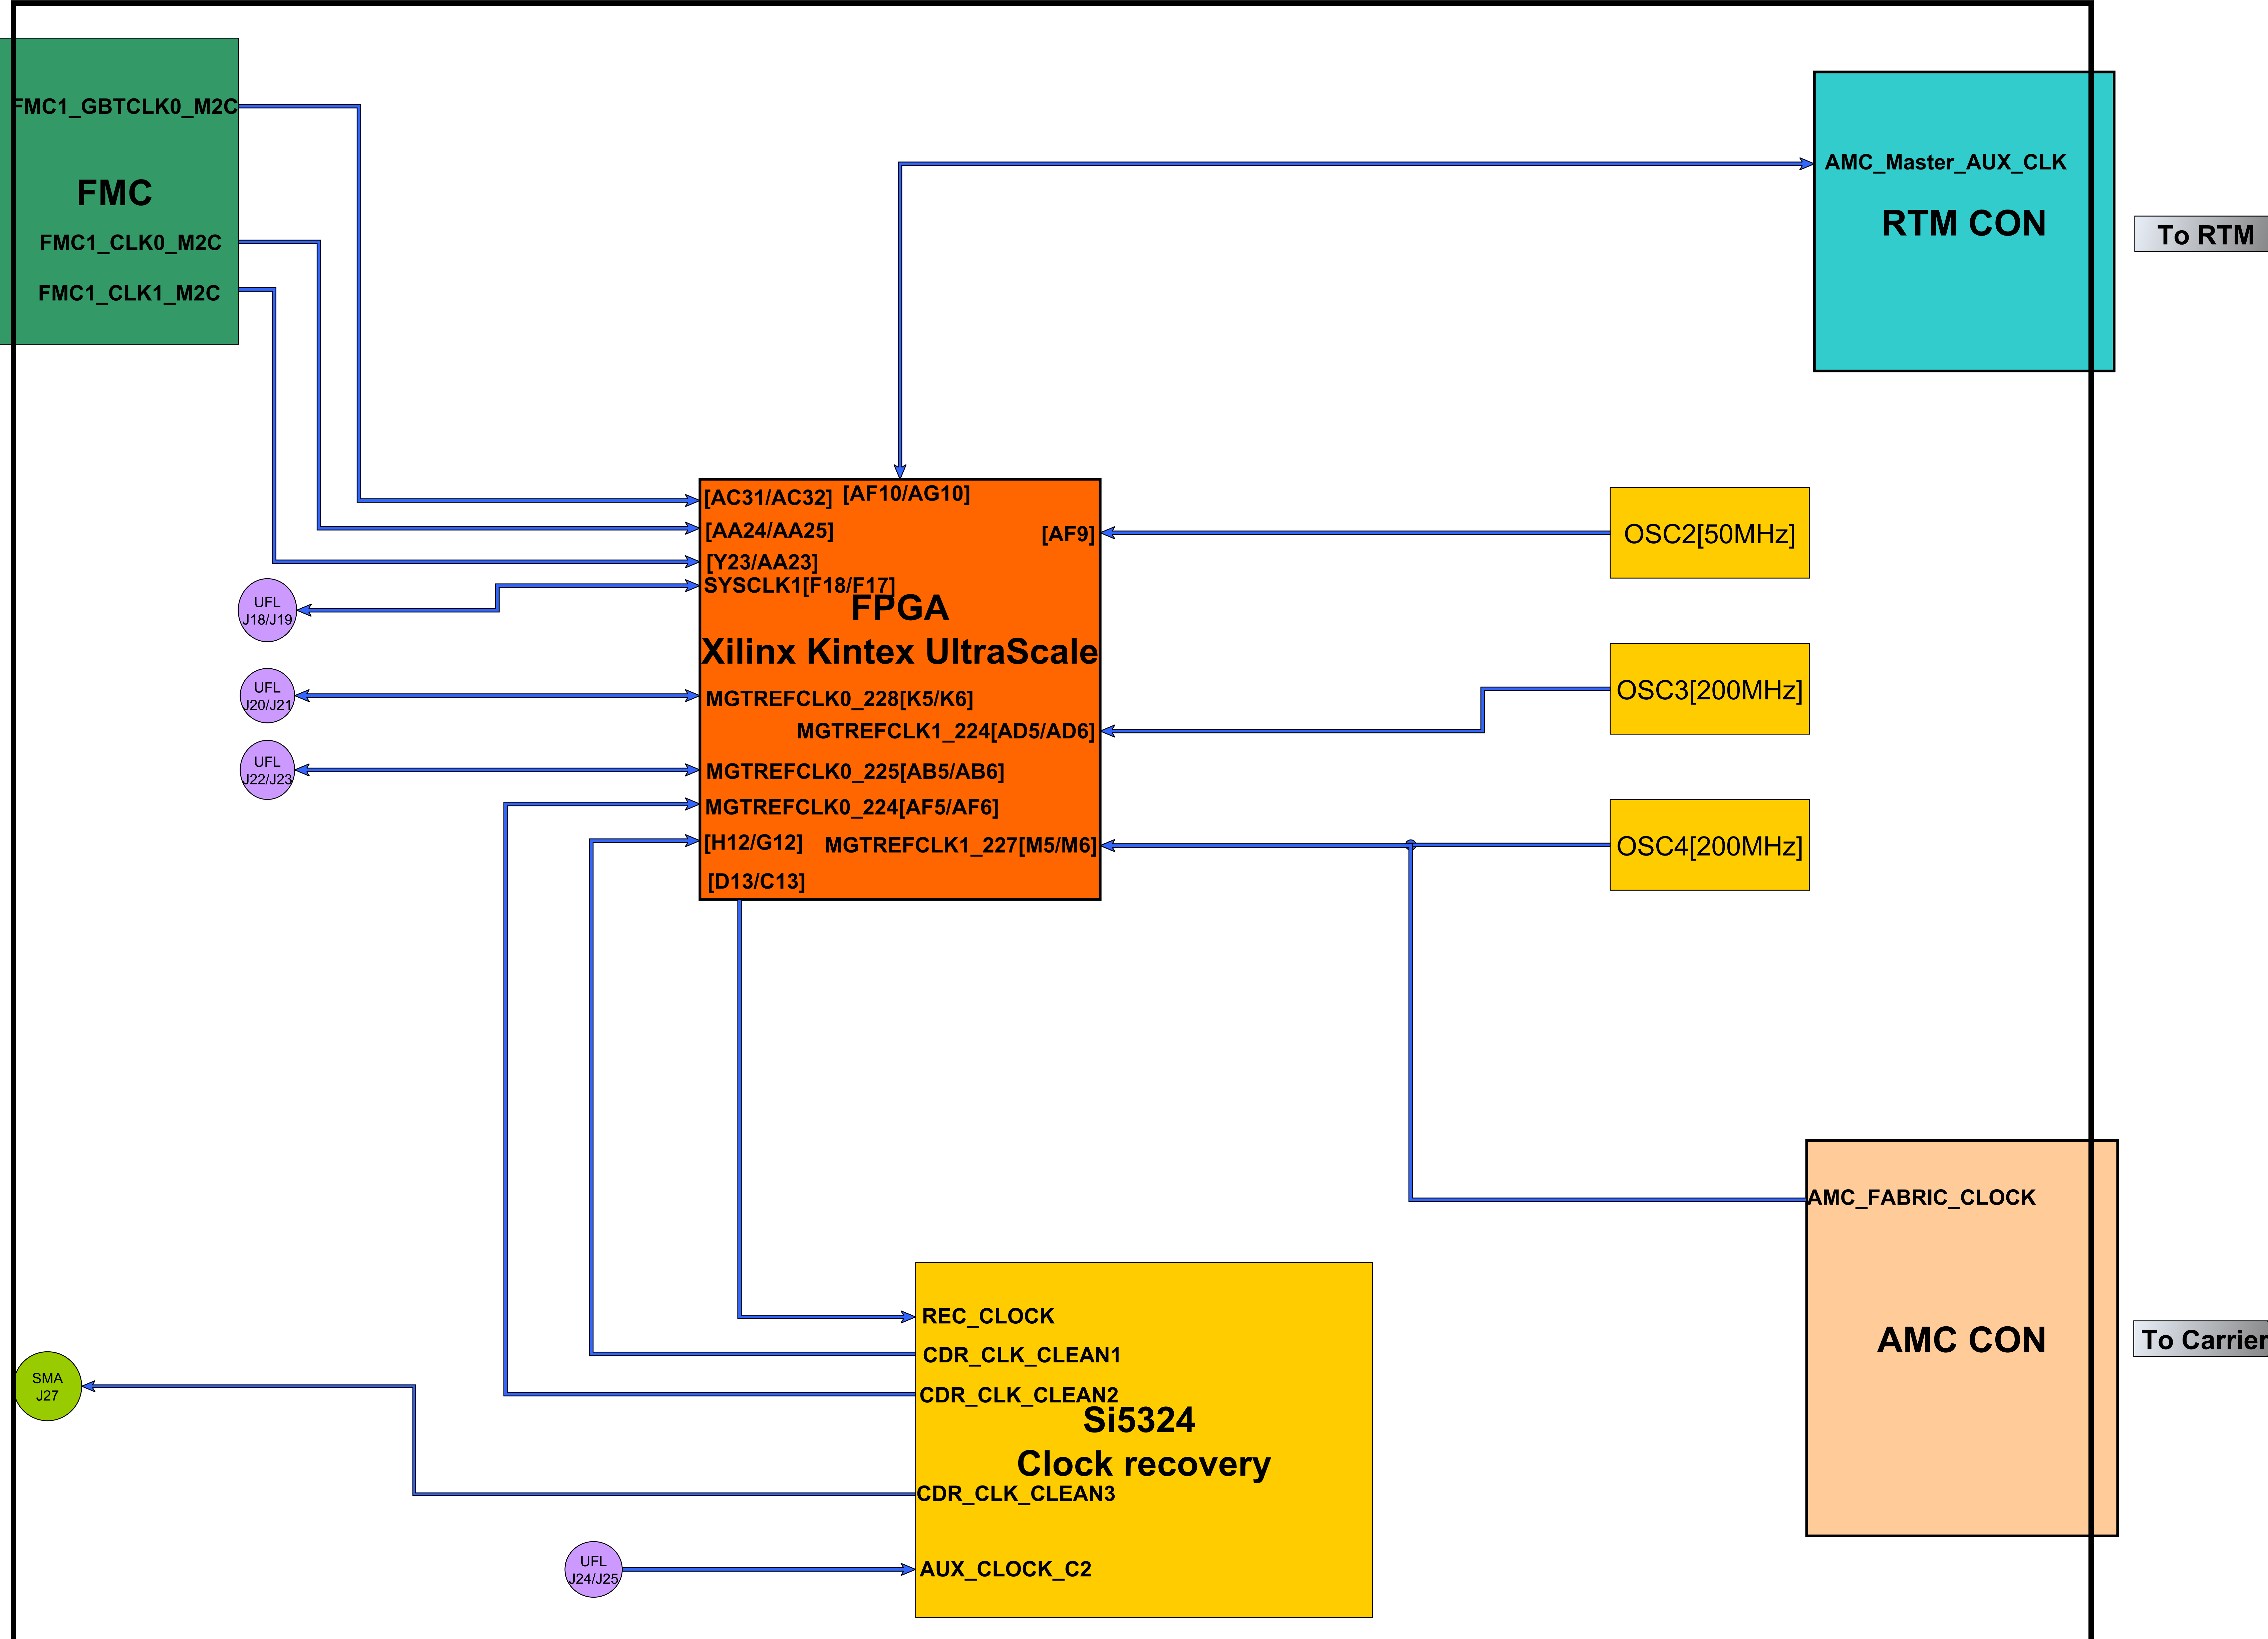 FMC1_GBTCLK0_M2C
FMC
FMC1_CLK0_M2C
FMC1_CLK1_M2C
AMC_Master_AUX_CLK
RTM CON
To RTM
[AC31/AC32]
[AF10/AG10]
[AA24/AA25]
[AF9]
[Y23/AA23]
SYSCLK1[F18/F17]
FPGA
Xilinx Kintex UltraScale
MGTREFCLK0_228[K5/K6]
MGTREFCLK1_224[AD5/AD6]
MGTREFCLK0_225[AB5/AB6]
MGTREFCLK0_224[AF5/AF6]
[H12/G12]
MGTREFCLK1_227[M5/M6]
[D13/C13]
OSC2[50MHz]
OSC3[200MHz]
OSC4[200MHz]
UFL
J18/J19
UFL
J20/J21
UFL
J22/J23
AMC_FABRIC_CLOCK
AMC CON
To Carrier
REC_CLOCK
CDR_CLK_CLEAN1
CDR_CLK_CLEAN2
Si5324
Clock recovery
CDR_CLK_CLEAN3
AUX_CLOCK_C2
SMA
J27
UFL
J24/J25